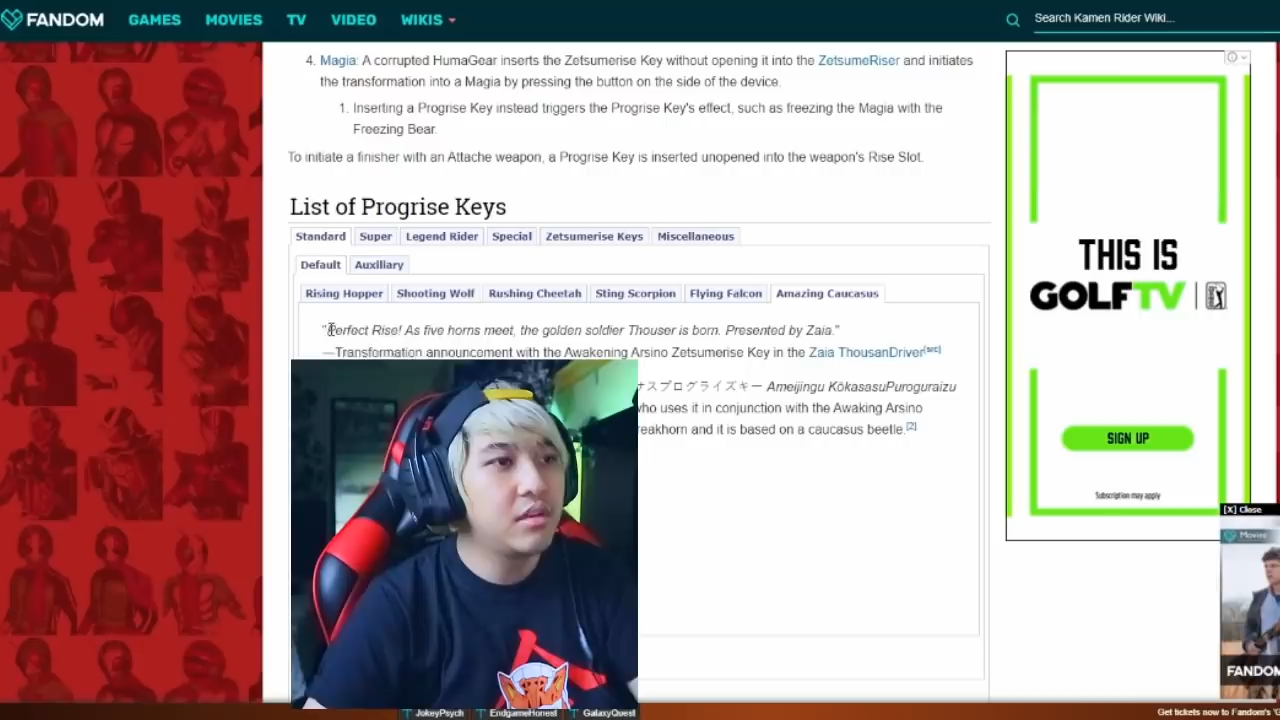 FANDOM GAMES MOVIES TV VIDEO WIKIS Search Kamen Rider Wiki...
4. Magia: A corrupted HumaGear inserts the Zetsumerise Key without opening it into the ZetsumeRiser and initiates
the transformation into a Magia by pressing the button on the side of the device.
1. Inserting a Progrise Key instead triggers the Progrise Key's effect, such as freezing the Magia with the
Freezing Bear.
To initiate a finisher with an Attache weapon, a Progrise Key is inserted unopened into the weapon's Rise Slot.
List of Progrise Keys
Standard Super Legend Rider Special Zetsumerise Keys Miscellaneous
Default Auxiliary
Rising Hopper Shooting Wolf Rushing Cheetah Sting Scorpion Flying Falcon Amazing Caucasus
"Perfect Rise! As five horns meet, the golden soldier Thouser is born. Presented by Zaia."
—Transformation announcement with the Awakening Arsino Zetsumerise Key in the Zaia ThousanDriver[src]
サスプログライズキー Ameijingu KōkasasuPuroguraizu
who uses it in conjunction with the Awaking Arsino
reakhorn and it is based on a caucasus beetle.[2]
THIS IS
GOLFTV
SIGN UP
Subscription may apply
[X] Close
Movies
FANDOM
JokeyPsych EndgameHonest GalaxyQuest
Get tickets now to Fandom's 'G